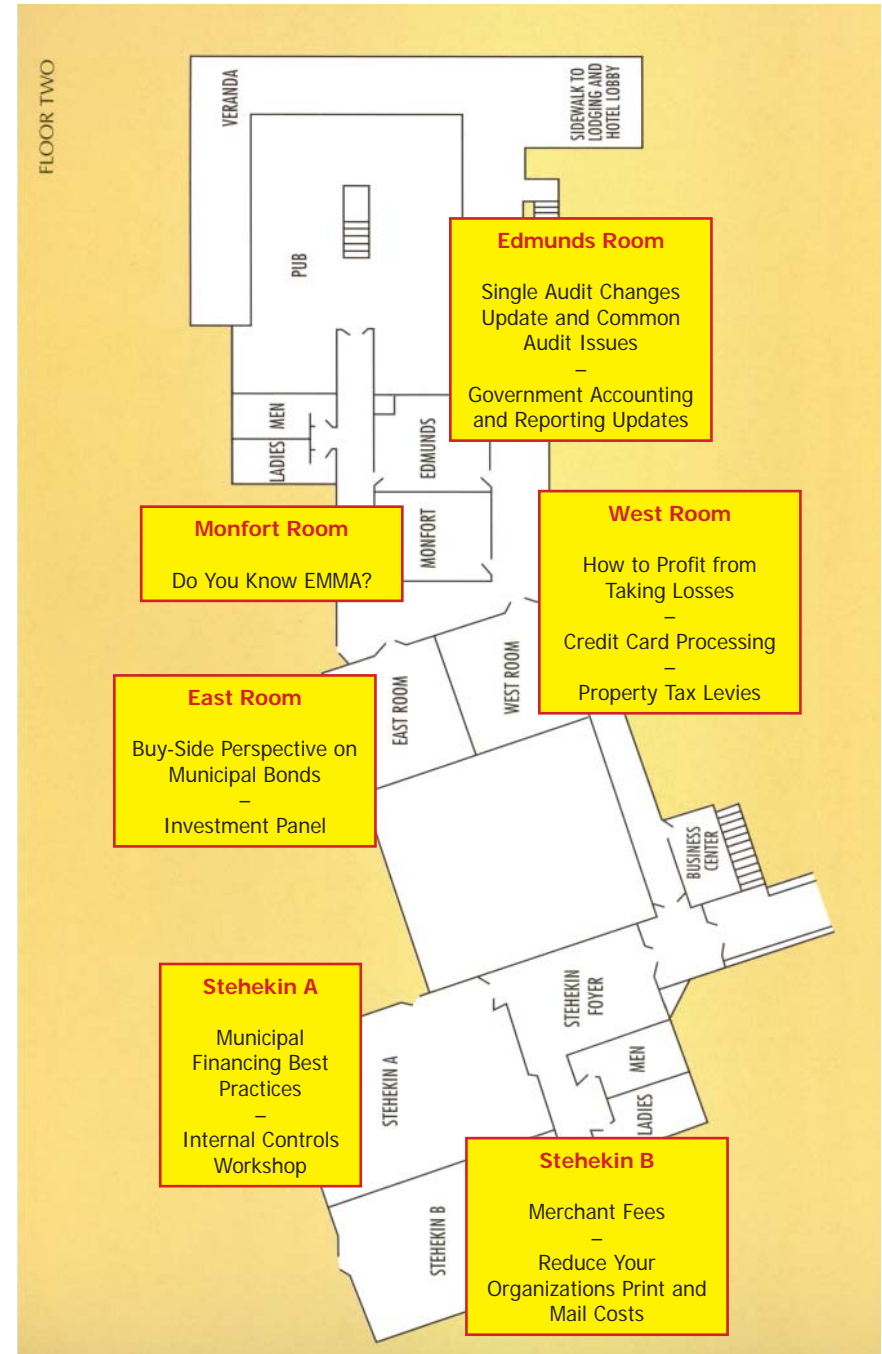 FLOOR TWO
VERANDA
SIDEWALK TO
LODGING AND
HOTEL LOBBY
PUB
Edmunds Room
Single Audit Changes
Update and Common
Audit Issues
–
Government Accounting
and Reporting Updates
MEN
LADIES
EDMUNDS
MONFORT
Monfort Room
Do You Know EMMA?
West Room
How to Profit from
Taking Losses
–
Credit Card Processing
–
Property Tax Levies
WEST ROOM
EAST ROOM
East Room
Buy-Side Perspective on
Municipal Bonds
–
Investment Panel
BUSINESS
CENTER
STEHEKIN
FOYER
Stehekin A
Municipal
Financing Best
Practices
–
Internal Controls
Workshop
STEHEKIN A
MEN
LADIES
Stehekin B
Merchant Fees
–
Reduce Your
Organizations Print and
Mail Costs
STEHEKIN B